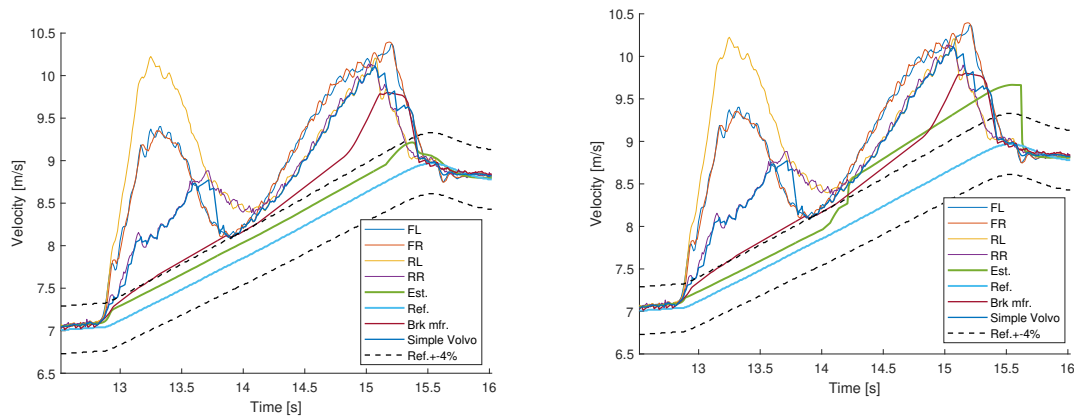 10.5
10
9.5
9
8.5
8
7.5
7
6.5
Velocity [m/s]
13
13.5
14
14.5
15
15.5
16
Time [s]
FL
FR
RL
RR
Est.
Ref.
Brk mfr.
Simple Volvo
Ref.+-4%
10.5
10
9.5
9
8.5
8
7.5
7
6.5
Velocity [m/s]
13
13.5
14
14.5
15
15.5
16
Time [s]
FL
FR
RL
RR
Est.
Ref.
Brk mfr.
Simple Volvo
Ref.+-4%